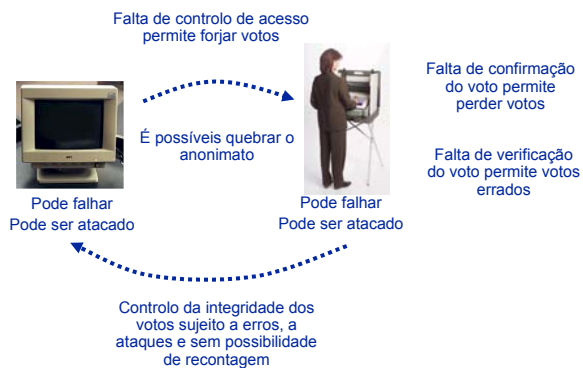 Falta de controlo de acesso
permite forjar votos
Falta de confirmação
do voto permite
perder votos
É possíveis quebrar o
anonimato
Falta de verificação
do voto permite votos
errados
Pode falhar
Pode ser atacado
Pode falhar
Pode ser atacado
Controlo da integridade dos
votos sujeito a erros, a
ataques e sem possibilidade
de recontagem